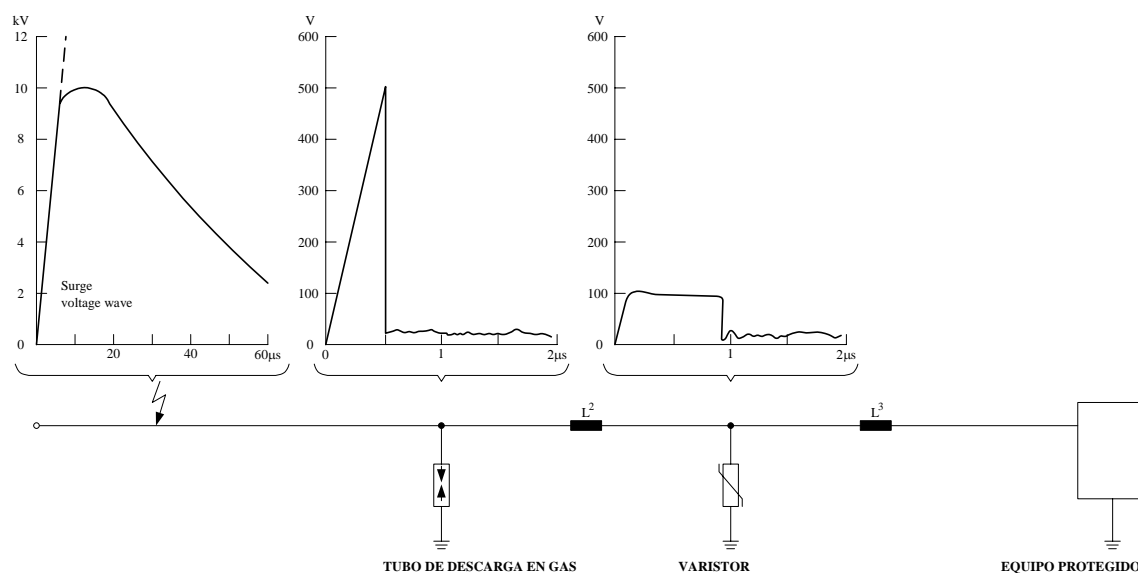 kV
12
10
8
6
4
2
0
20
40
60µs
Surge
voltage wave
V
600
500
400
300
200
100
0
0
1
2µs
V
600
500
400
300
200
100
0
1
2µs
L2
L3
TUBO DE DESCARGA EN GAS
VARISTOR
EQUIPO PROTEGIDO